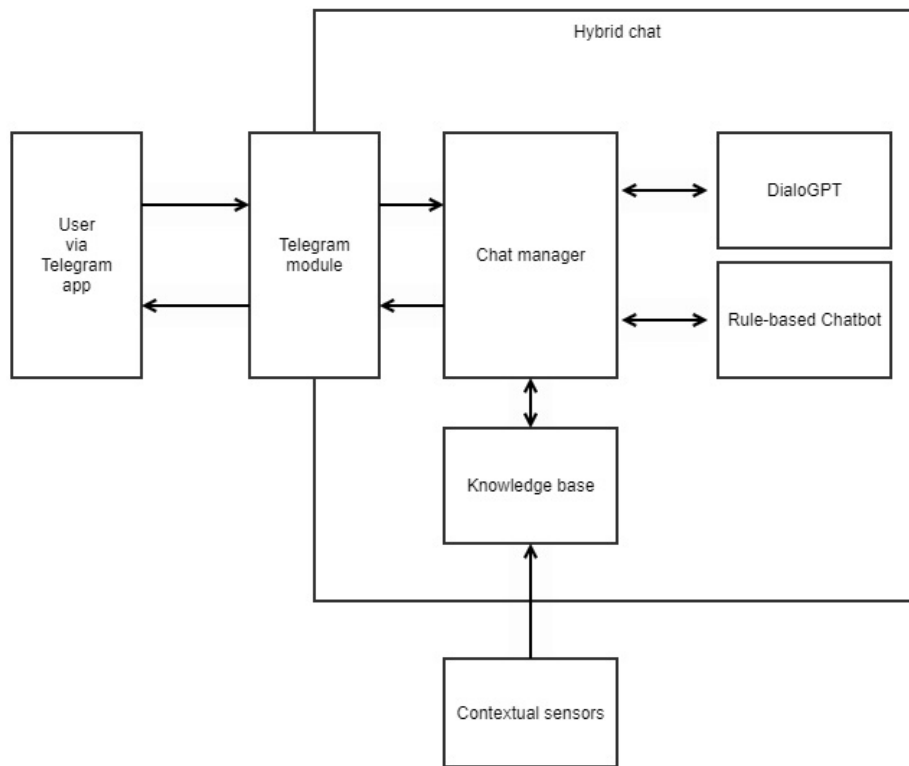 Hybrid chat
User
via
Telegram
app
Telegram
module
Chat manager
DialoGPT
Rule-based Chatbot
Knowledge base
Contextual sensors